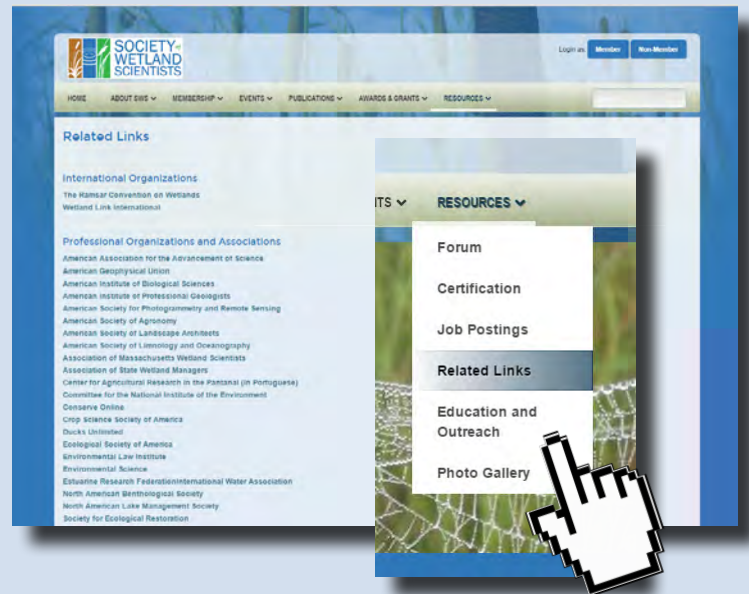 SOCIETY of
WETLAND
SCIENTISTS
Login as Member Non-Member
HOME ABOUT SWS MEMBERSHIP EVENTS PUBLICATIONS AWARDS & GRANTS RESOURCES
Related Links
International Organizations
The Ramsar Convention on Wetlands
Wetland Link International
Professional Organizations and Associations
American Association for the Advancement of Science
American Geophysical Union
American Institute of Biological Sciences
American Institute of Professional Geologists
American Society for Photogrammetry and Remote Sensing
American Society of Agronomy
American Society of Landscape Architects
American Society of Limnology and Oceanography
Association of Massachusetts Wetland Scientists
Association of State Wetland Managers
Center for Agricultural Research in the Pantanal (in Portuguese)
Committee for the National Institute of the Environment
Conserve Online
Crop Science Society of America
Ducks Unlimited
Ecological Society of America
Environmental Law Institute
Environmental Science
Estuarine Research FederationInternational Water Association
North American Benthological Society
North American Lake Management Society
Society for Ecological Restoration
ITS RESOURCES
Forum
Certification
Job Postings
Related Links
Education and
Outreach
Photo Gallery